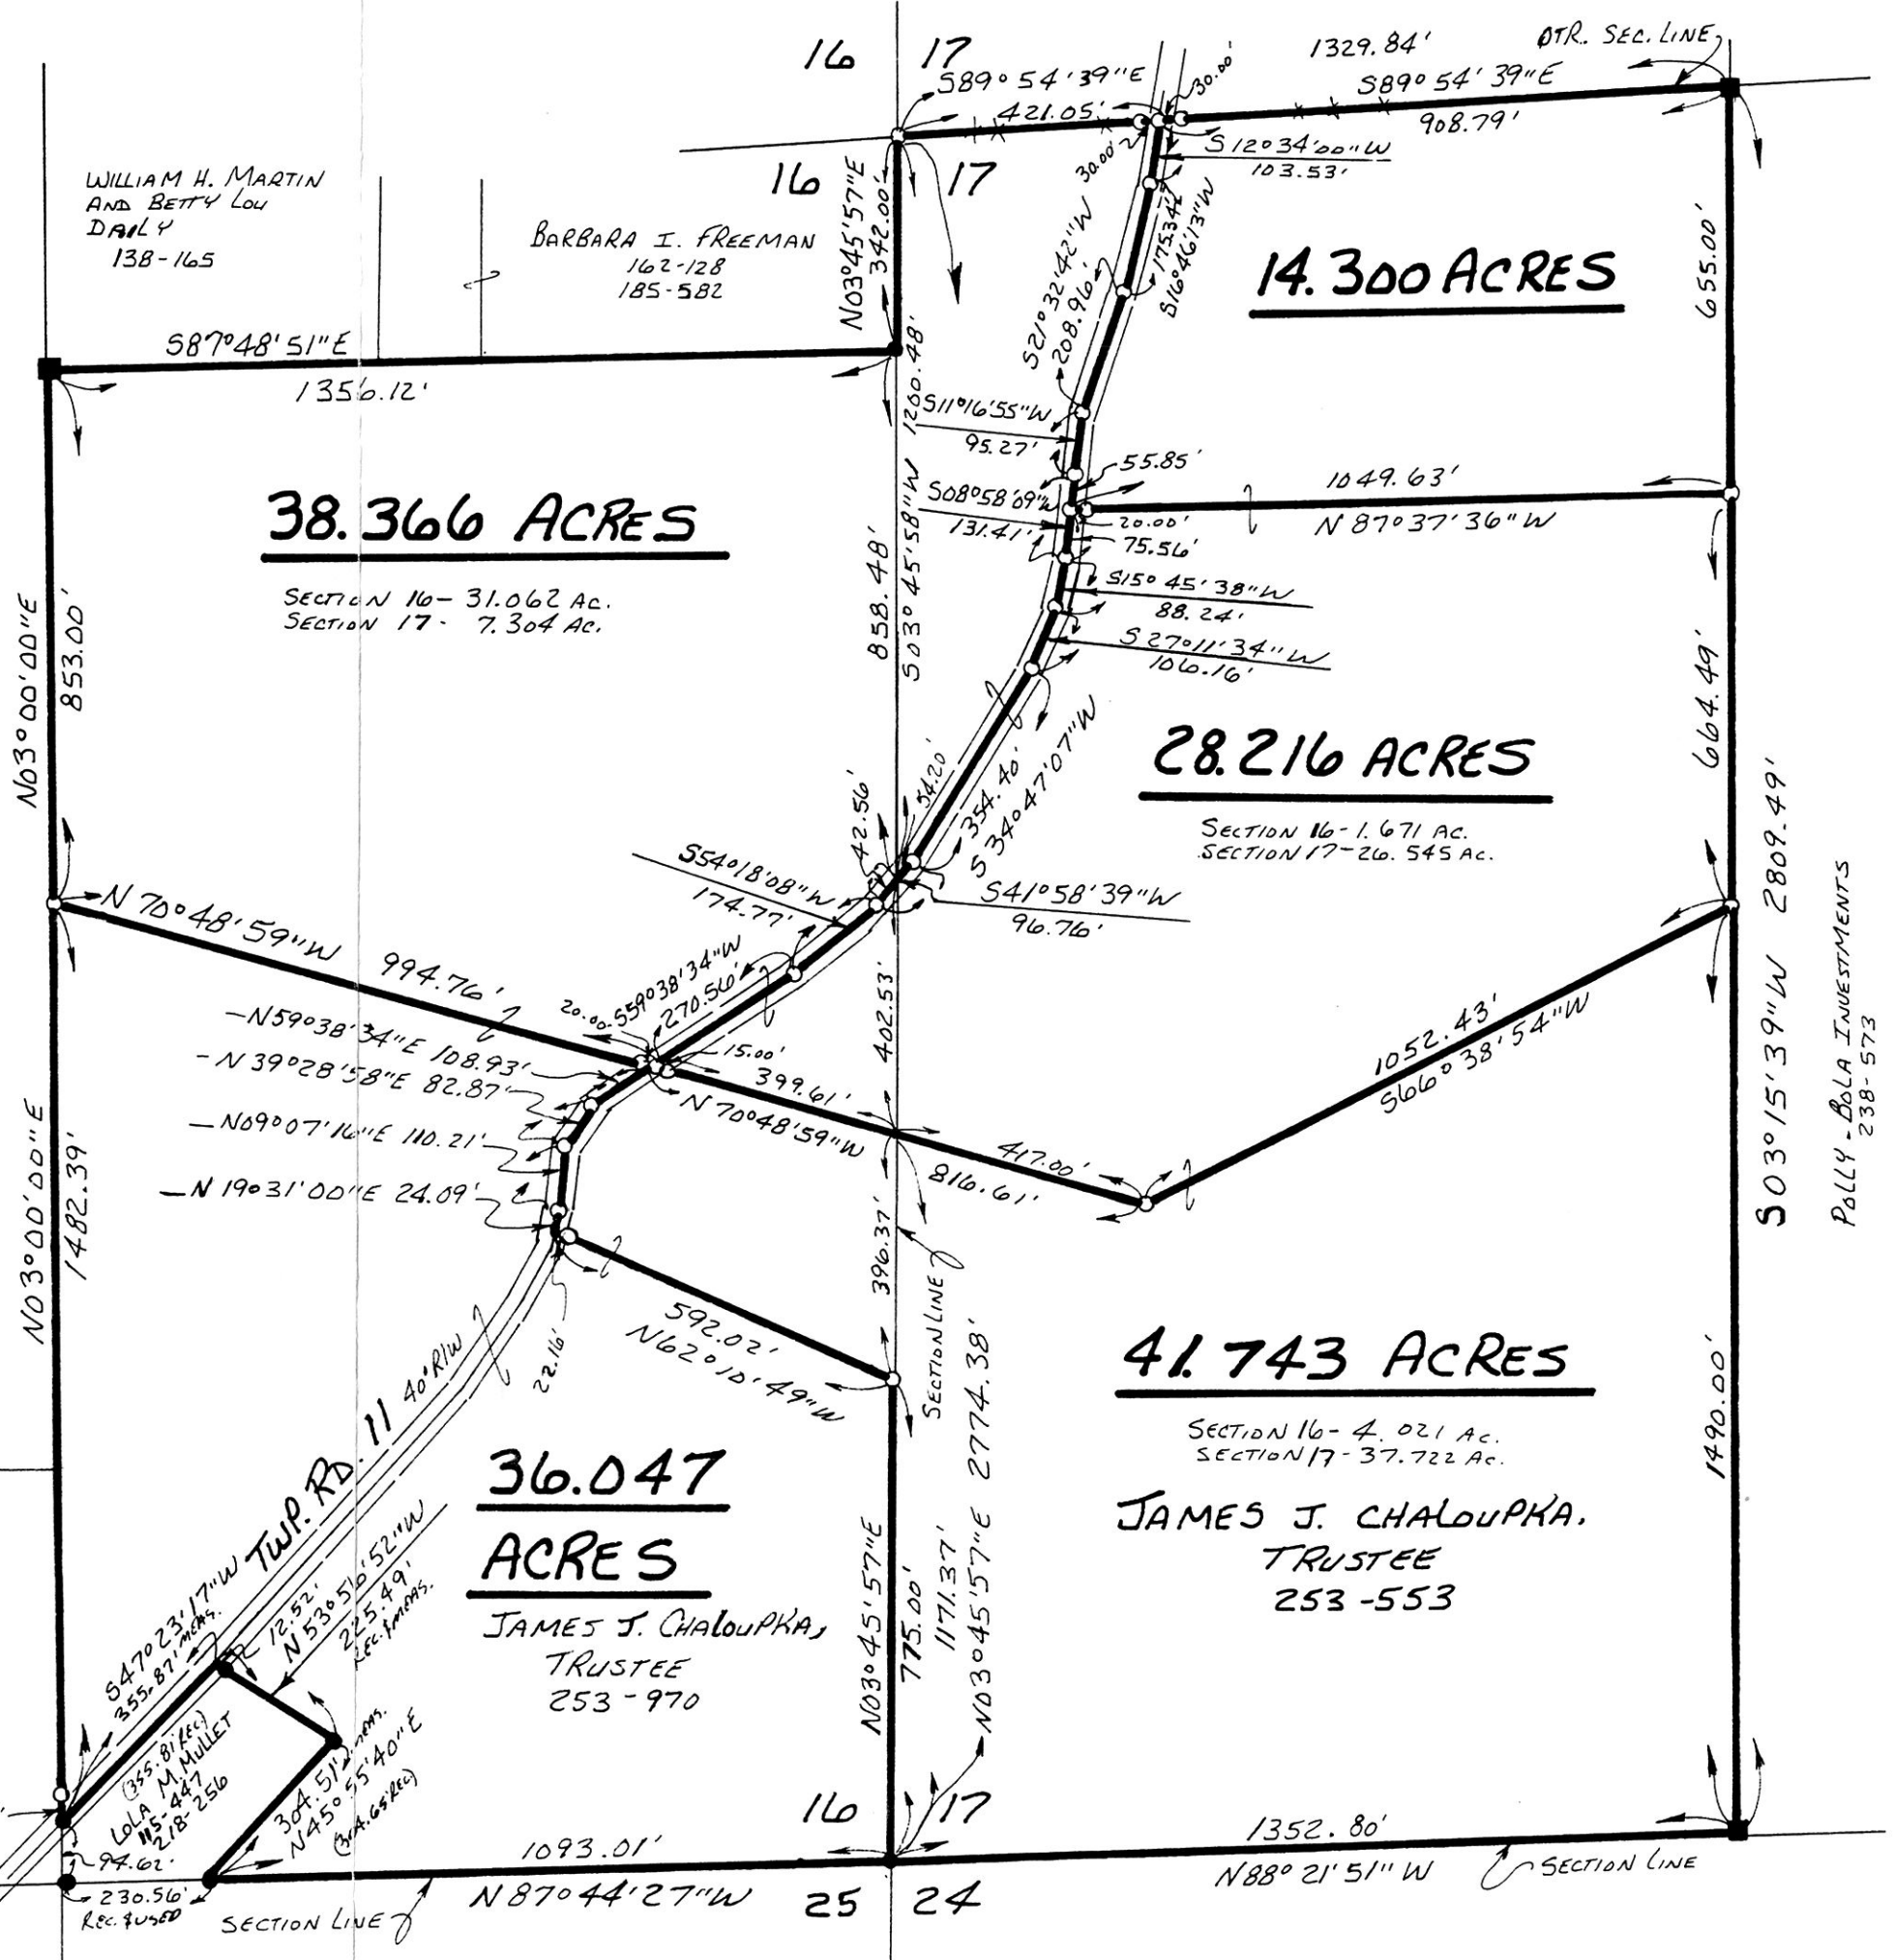 16 17
S89°54'39"E
421.05'
30.00'
30.00'
1329.84'
QTR. SEC. LINE
S89°54'39"E
908.79'
16 17
WILLIAM H. MARTIN
AND BETTY LOU
DAILY
138-165
BARBARA I. FREEMAN
162-128
185-582
N03°45'57"E
342.00'
S12°34'00"W
103.53'
175.34'
S16°46'13"W
S21°32'42"W
208.96'
14.300 ACRES
655.00'
S87°48'51"E
1356.12'
S11°16'55"W
95.27'
55.85'
1049.63'
N87°37'36"W
S08°58'09"W
131.41'
20.00'
75.56'
38.366 ACRES
SECTION 16- 31.062 AC.
SECTION 17- 7.304 AC.
858.48'
S03°45'58"W 1260.48'
S15°45'38"W
88.24'
S27°11'34"W
106.16'
N03°00'00"E
853.00'
664.49'
28.216 ACRES
SECTION 16-1.671 AC.
SECTION 17-26.545 AC.
54.20'
354.40'
S34°47'07"W
42.56'
S54°18'08"W
174.77'
S41°58'39"W
96.76'
N70°48'59"W 994.76'
S59°38'34"W
270.56'
20.00
15.00'
399.61'
N70°48'59"W
402.53'
-N59°38'34"E 108.93'
-N39°28'58"E 82.87'
-N09°07'16"E 110.21'
-N19°31'00"E 24.09'
417.00'
816.61'
1052.43'
S66°38'54"W
S03°15'39"W 2809.49'
POLLY-BOLA INVESTMENTS
238-573
N03°00'00"E
1482.39'
396.37'
SECTION LINE
592.02'
N62°10'49"W
22.16'
TWP. RD. 11 40' R/W
41.743 ACRES
SECTION 16- 4.021 AC.
SECTION 17-37.722 AC.
JAMES J. CHALOUPKA,
TRUSTEE
253-553
1490.00'
36.047
ACRES
JAMES J. CHALOUPKA,
TRUSTEE
253-970
N03°45'57"E
775.00'
1171.37'
N03°45'57"E 2774.38'
S47°23'17"W
355.87' MEAS.
(355.81 REC)
12.52'
N53°56'52"W
225.49'
REC.&MEAS.
LOLA M. MULLET
115-447
218-256
304.51' MEAS.
N45°55'40"E
(304.65 REC)
94.62'
230.56'
REC. & USED
SECTION LINE
1093.01'
N87°44'27"W
16 17
25 24
1352.80'
N88°21'51"W
SECTION LINE